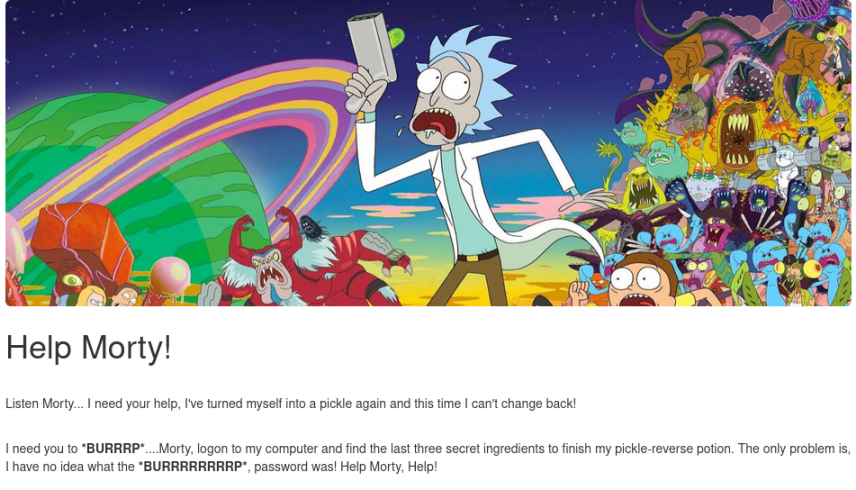 Help Morty!
Listen Morty... I need your help, I've turned myself into a pickle again and this time I can't change back!
I need you to *BURRRP*....Morty, logon to my computer and find the last three secret ingredients to finish my pickle-reverse potion. The only problem is,
I have no idea what the *BURRRRRRRRP*, password was! Help Morty, Help!